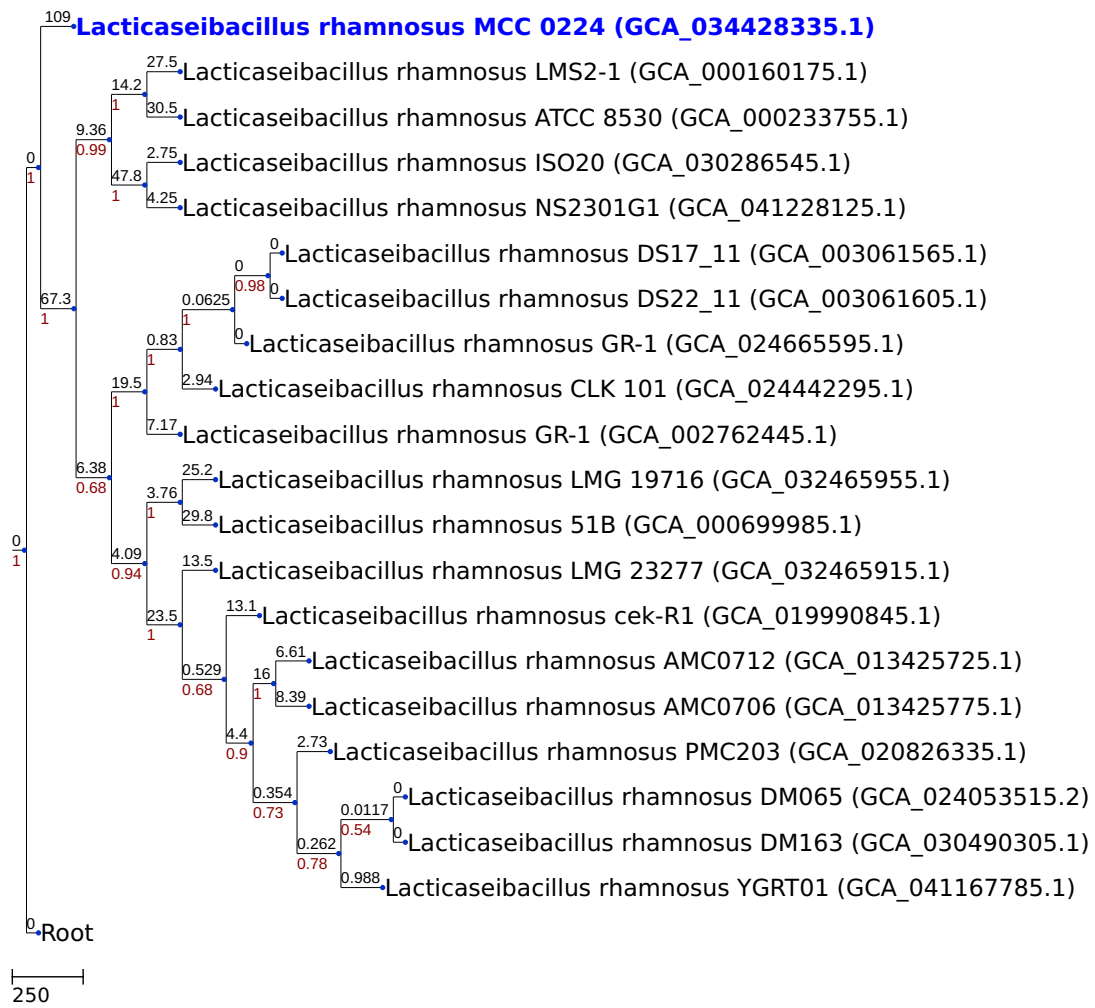 109
Lacticaseibacillus rhamnosus MCC 0224 (GCA_034428335.1)
27.5
Lacticaseibacillus rhamnosus LMS2-1 (GCA_000160175.1)
14.2
1
30.5
Lacticaseibacillus rhamnosus ATCC 8530 (GCA_000233755.1)
9.36
0.99
2.75
Lacticaseibacillus rhamnosus ISO20 (GCA_030286545.1)
0
1
47.8
1
4.25
Lacticaseibacillus rhamnosus NS2301G1 (GCA_041228125.1)
0
Lacticaseibacillus rhamnosus DS17_11 (GCA_003061565.1)
0
0.98
0
Lacticaseibacillus rhamnosus DS22_11 (GCA_003061605.1)
67.3
1
0.0625
1
0
Lacticaseibacillus rhamnosus GR-1 (GCA_024665595.1)
0.83
1
2.94
Lacticaseibacillus rhamnosus CLK 101 (GCA_024442295.1)
19.5
1
7.17
Lacticaseibacillus rhamnosus GR-1 (GCA_002762445.1)
6.38
0.68
25.2
Lacticaseibacillus rhamnosus LMG 19716 (GCA_032465955.1)
3.76
1
29.8
Lacticaseibacillus rhamnosus 51B (GCA_000699985.1)
0
1
4.09
0.94
13.5
Lacticaseibacillus rhamnosus LMG 23277 (GCA_032465915.1)
23.5
1
13.1
Lacticaseibacillus rhamnosus cek-R1 (GCA_019990845.1)
0.529
0.68
6.61
Lacticaseibacillus rhamnosus AMC0712 (GCA_013425725.1)
16
1
8.39
Lacticaseibacillus rhamnosus AMC0706 (GCA_013425775.1)
4.4
0.9
2.73
Lacticaseibacillus rhamnosus PMC203 (GCA_020826335.1)
0.354
0.73
0
Lacticaseibacillus rhamnosus DM065 (GCA_024053515.2)
0.0117
0.54
0
Lacticaseibacillus rhamnosus DM163 (GCA_030490305.1)
0.262
0.78
0.988
Lacticaseibacillus rhamnosus YGRT01 (GCA_041167785.1)
0
Root
250